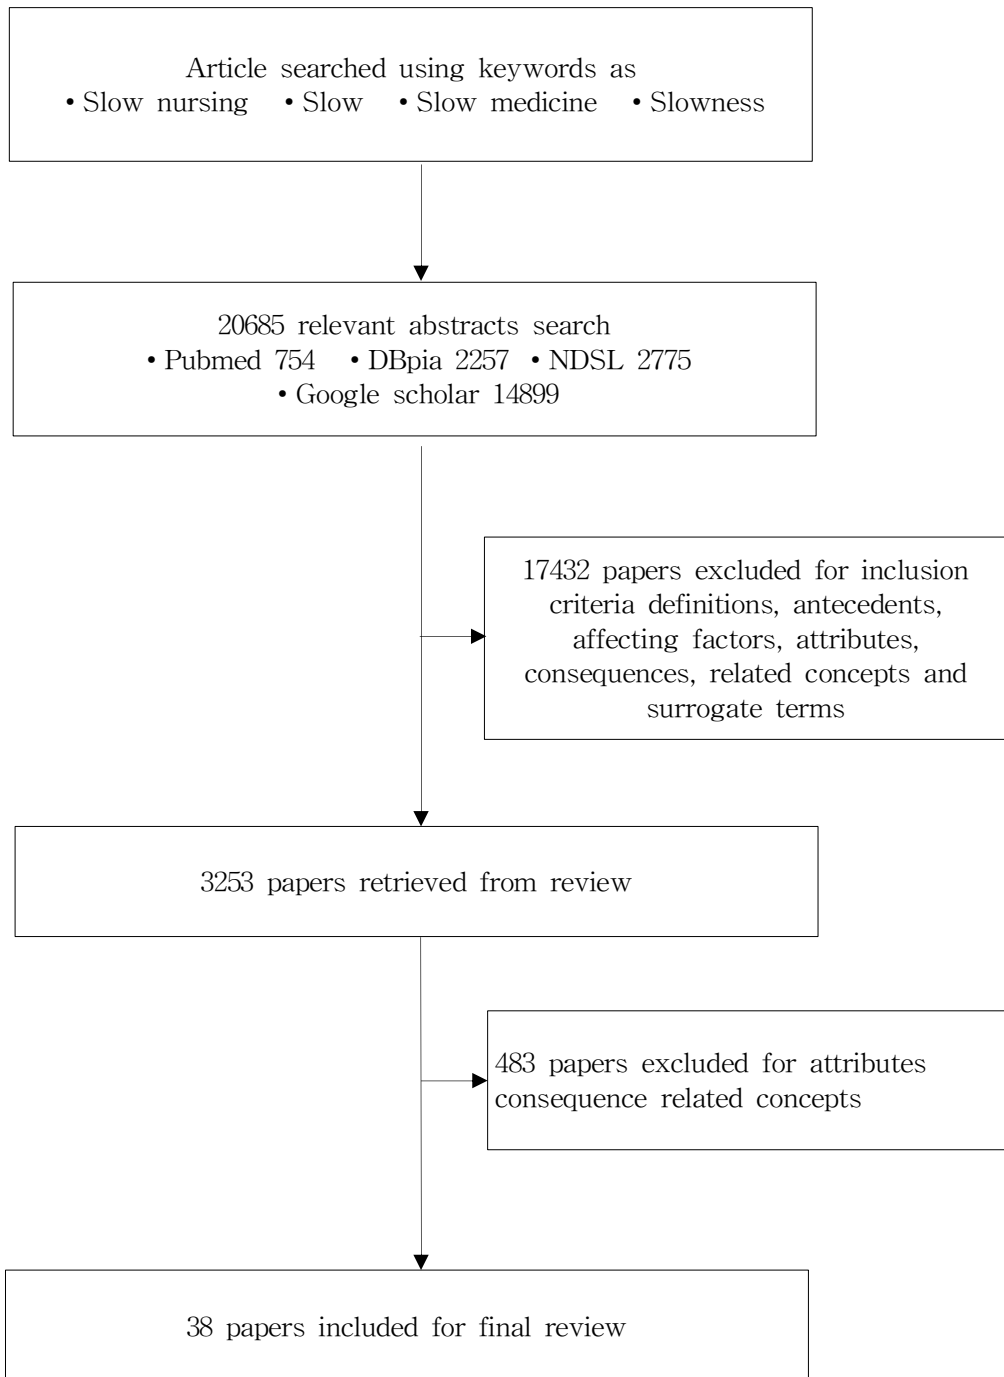 Article searched using keywords as
• Slow nursing • Slow • Slow medicine • Slowness
20685 relevant abstracts search
• Pubmed 754 • DBpia 2257 • NDSL 2775
• Google scholar 14899
17432 papers excluded for inclusion
criteria definitions, antecedents,
affecting factors, attributes,
consequences, related concepts and
surrogate terms
3253 papers retrieved from review
483 papers excluded for attributes
consequence related concepts
38 papers included for final review